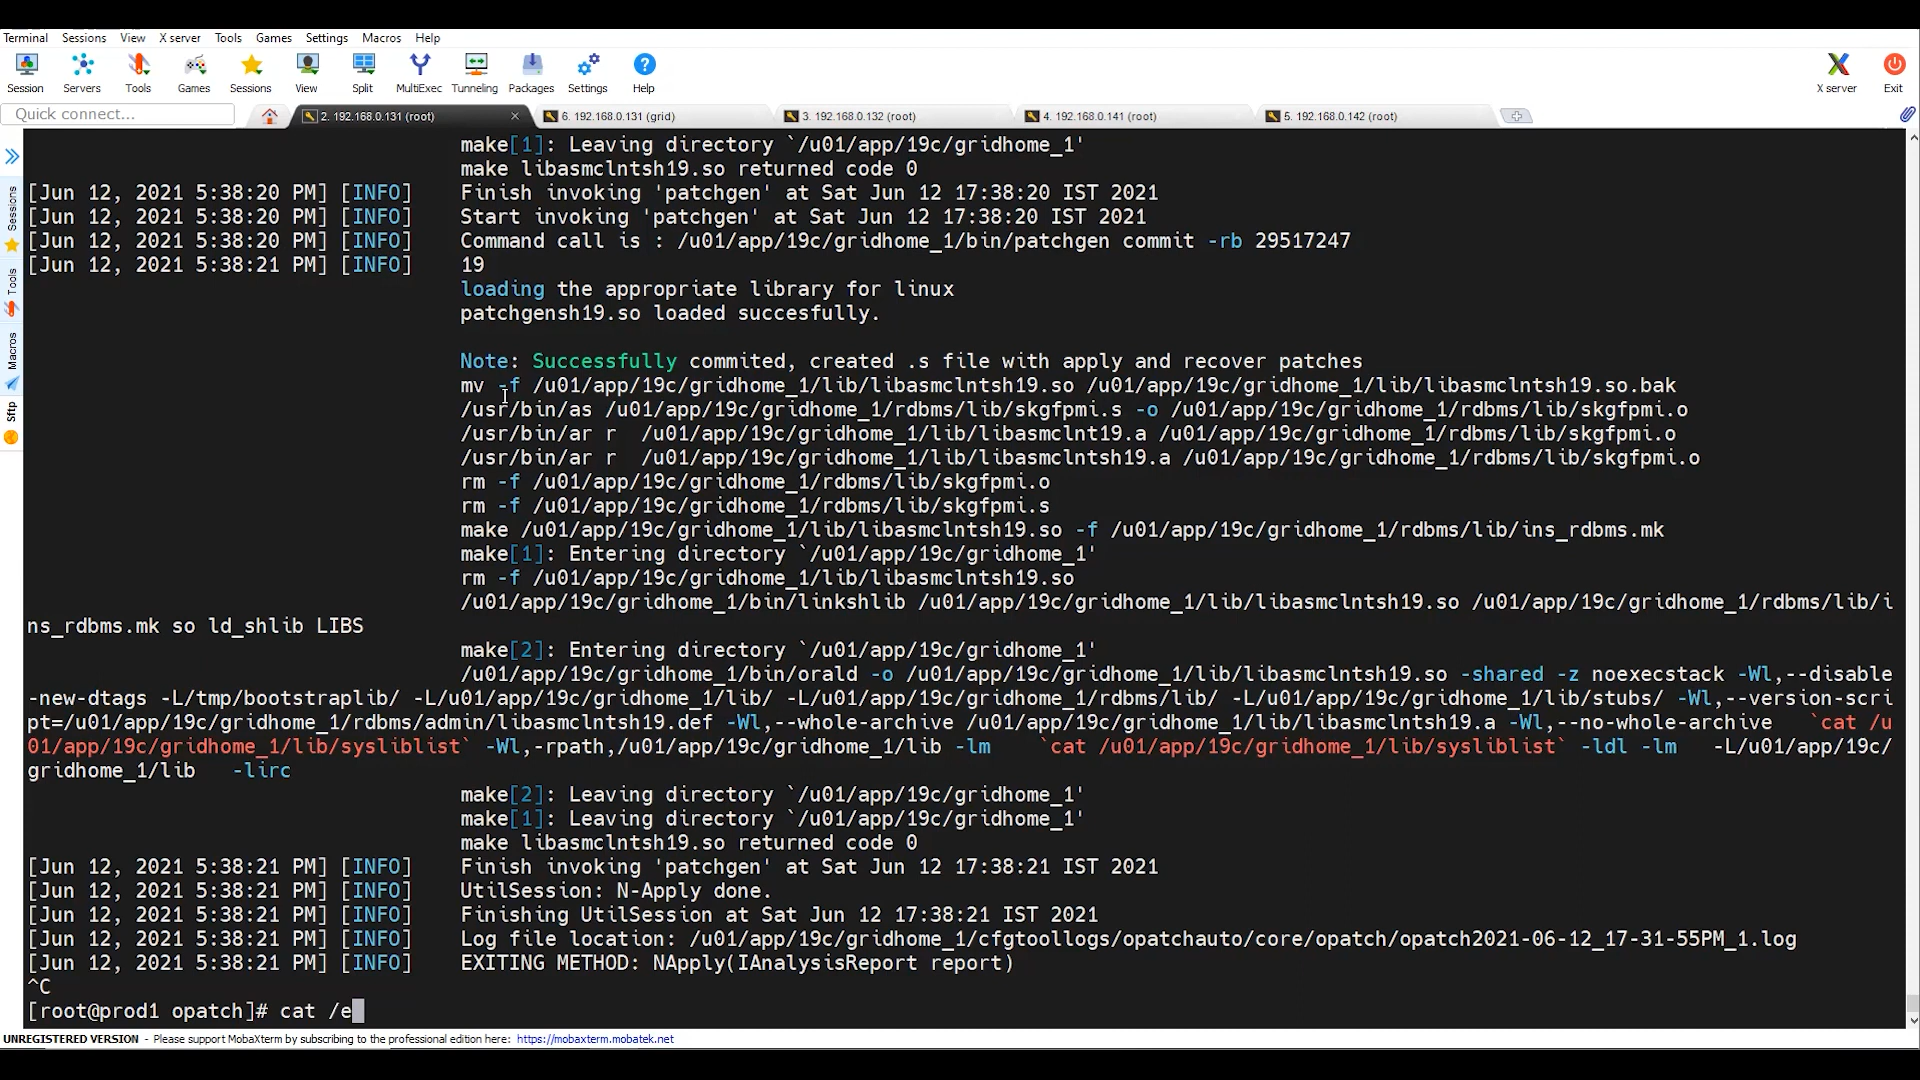 Terminal Sessions View X server Tools Games Settings Macros Help
Session Servers Tools Games Sessions View Split MultiExec Tunneling Packages Settings Help X server Exit
Quick connect... 2. 192.168.0.131 (root) 6. 192.168.0.131 (grid) 3. 192.168.0.132 (root) 4. 192.168.0.141 (root) 5. 192.168.0.142 (root)
Sessions
Tools
Macros
Sftp
make[1]: Leaving directory `/u01/app/19c/gridhome_1'
make libasmclntsh19.so returned code 0
[Jun 12, 2021 5:38:20 PM] [INFO] Finish invoking 'patchgen' at Sat Jun 12 17:38:20 IST 2021
[Jun 12, 2021 5:38:20 PM] [INFO] Start invoking 'patchgen' at Sat Jun 12 17:38:20 IST 2021
[Jun 12, 2021 5:38:20 PM] [INFO] Command call is : /u01/app/19c/gridhome_1/bin/patchgen commit -rb 29517247
[Jun 12, 2021 5:38:21 PM] [INFO] 19
loading the appropriate library for linux
patchgensh19.so loaded succesfully.
Note: Successfully commited, created .s file with apply and recover patches
mv -f /u01/app/19c/gridhome_1/lib/libasmclntsh19.so /u01/app/19c/gridhome_1/lib/libasmclntsh19.so.bak
/usr/bin/as /u01/app/19c/gridhome_1/rdbms/lib/skgfpmi.s -o /u01/app/19c/gridhome_1/rdbms/lib/skgfpmi.o
/usr/bin/ar r /u01/app/19c/gridhome_1/lib/libasmclnt19.a /u01/app/19c/gridhome_1/rdbms/lib/skgfpmi.o
/usr/bin/ar r /u01/app/19c/gridhome_1/lib/libasmclntsh19.a /u01/app/19c/gridhome_1/rdbms/lib/skgfpmi.o
rm -f /u01/app/19c/gridhome_1/rdbms/lib/skgfpmi.o
rm -f /u01/app/19c/gridhome_1/rdbms/lib/skgfpmi.s
make /u01/app/19c/gridhome_1/lib/libasmclntsh19.so -f /u01/app/19c/gridhome_1/rdbms/lib/ins_rdbms.mk
make[1]: Entering directory `/u01/app/19c/gridhome_1'
rm -f /u01/app/19c/gridhome_1/lib/libasmclntsh19.so
/u01/app/19c/gridhome_1/bin/linkshlib /u01/app/19c/gridhome_1/lib/libasmclntsh19.so /u01/app/19c/gridhome_1/rdbms/lib/i
ns_rdbms.mk so ld_shlib LIBS
make[2]: Entering directory `/u01/app/19c/gridhome_1'
/u01/app/19c/gridhome_1/bin/orald -o /u01/app/19c/gridhome_1/lib/libasmclntsh19.so -shared -z noexecstack -Wl,--disable
-new-dtags -L/tmp/bootstraplib/ -L/u01/app/19c/gridhome_1/lib/ -L/u01/app/19c/gridhome_1/rdbms/lib/ -L/u01/app/19c/gridhome_1/lib/stubs/ -Wl,--version-scri
pt=/u01/app/19c/gridhome_1/rdbms/admin/libasmclntsh19.def -Wl,--whole-archive /u01/app/19c/gridhome_1/lib/libasmclntsh19.a -Wl,--no-whole-archive `cat /u
01/app/19c/gridhome_1/lib/sysliblist` -Wl,-rpath,/u01/app/19c/gridhome_1/lib -lm `cat /u01/app/19c/gridhome_1/lib/sysliblist` -ldl -lm -L/u01/app/19c/
gridhome_1/lib -lirc
make[2]: Leaving directory `/u01/app/19c/gridhome_1'
make[1]: Leaving directory `/u01/app/19c/gridhome_1'
make libasmclntsh19.so returned code 0
[Jun 12, 2021 5:38:21 PM] [INFO] Finish invoking 'patchgen' at Sat Jun 12 17:38:21 IST 2021
[Jun 12, 2021 5:38:21 PM] [INFO] UtilSession: N-Apply done.
[Jun 12, 2021 5:38:21 PM] [INFO] Finishing UtilSession at Sat Jun 12 17:38:21 IST 2021
[Jun 12, 2021 5:38:21 PM] [INFO] Log file location: /u01/app/19c/gridhome_1/cfgtoollogs/opatchauto/core/opatch/opatch2021-06-12_17-31-55PM_1.log
[Jun 12, 2021 5:38:21 PM] [INFO] EXITING METHOD: NApply(IAnalysisReport report)
^C
[root@prod1 opatch]# cat /e
UNREGISTERED VERSION - Please support MobaXterm by subscribing to the professional edition here: https://mobaxterm.mobatek.net